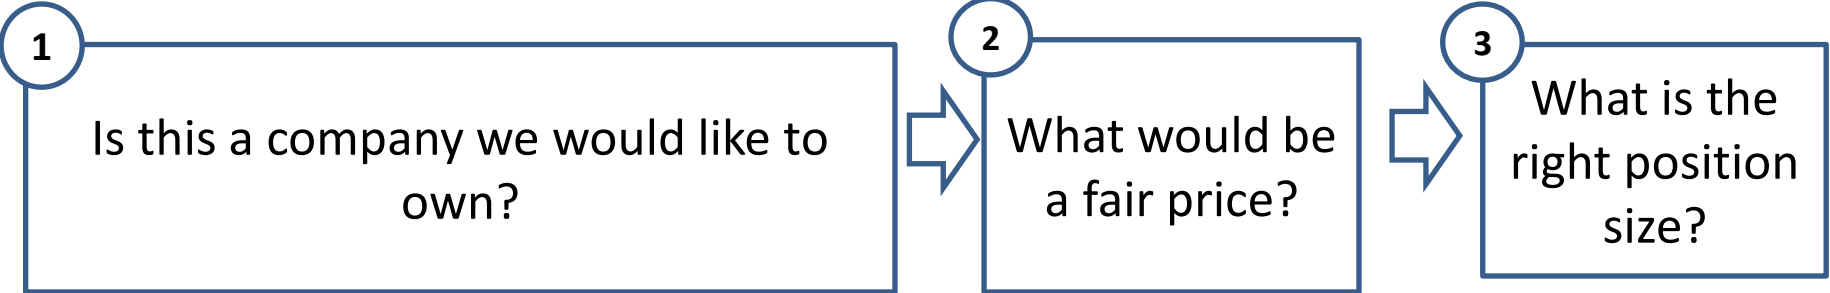 1
Is this a company we would like to
own?
2
What would be
a fair price?
3
What is the
right position
size?